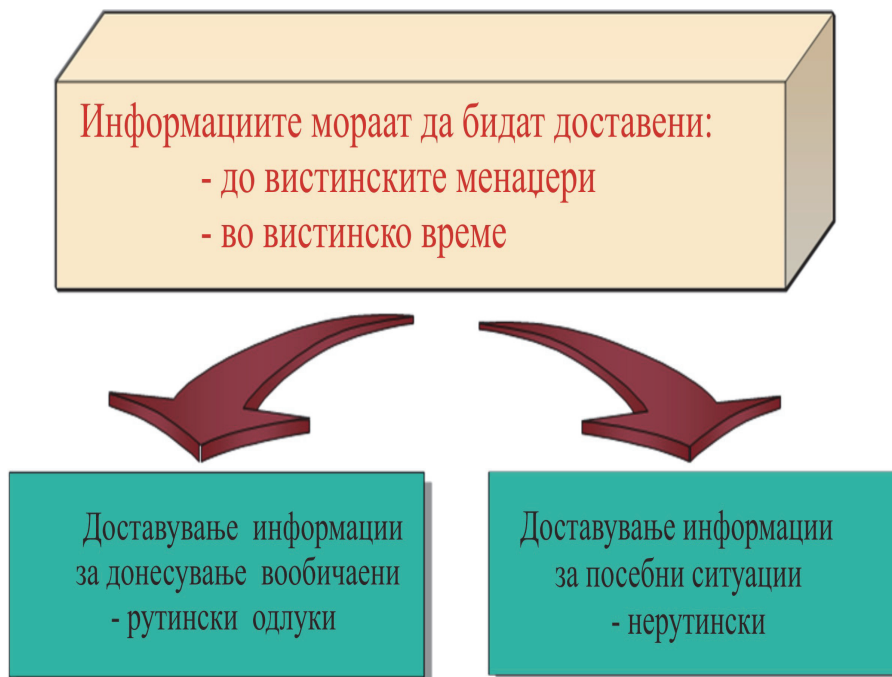 Информациите мораат да бидат доставени:
- до вистинските менаџери
- во вистинско време
Доставување информации
за донесување вообичаени
- рутински одлуки
Доставување информации
за посебни ситуации
- нерутински